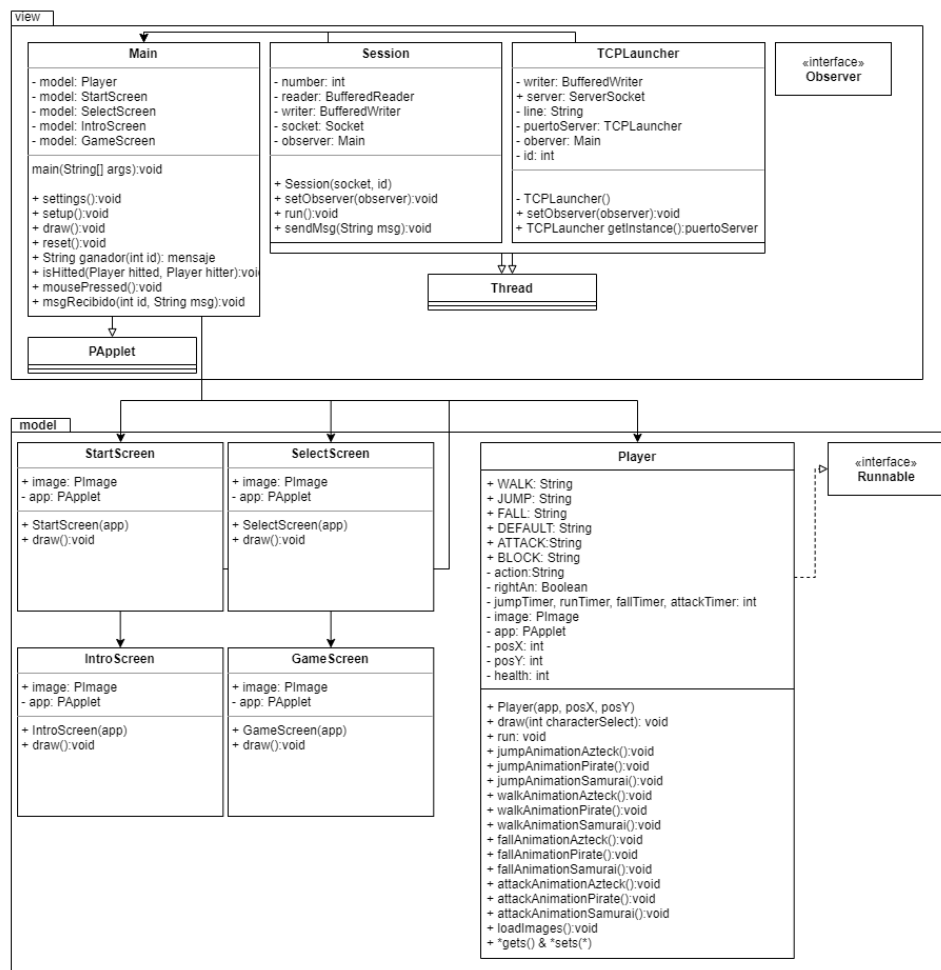 view
Main
- model: Player
- model: StartScreen
- model: SelectScreen
- model: IntroScreen
- model: GameScreen
main(String[] args):void
+ settings():void
+ setup():void
+ draw():void
+ reset():void
+ String ganador(int id): mensaje
+ isHitted(Player hitted, Player hitter):voi
+ mousePressed():void
+ msgRecibido(int id, String msg):void
Session
- number: int
- reader: BufferedReader
- writer: BufferedWriter
- socket: Socket
- observer: Main
+ Session(socket, id)
+ setObserver(observer):void
+ run():void
+ sendMsg(String msg):void
TCPLauncher
- writer: BufferedWriter
+ server: ServerSocket
- line: String
- puertoServer: TCPLauncher
- oberver: Main
- id: int
- TCPLauncher()
+ setObserver(observer):void
+ TCPLauncher getInstance():puertoServer
«interface»
Observer
Thread
PApplet
model
StartScreen
+ image: PImage
- app: PApplet
+ StartScreen(app)
+ draw():void
SelectScreen
+ image: PImage
- app: PApplet
+ SelectScreen(app)
+ draw():void
IntroScreen
+ image: PImage
- app: PApplet
+ IntroScreen(app)
+ draw():void
GameScreen
+ image: PImage
- app: PApplet
+ GameScreen(app)
+ draw():void
Player
+ WALK: String
+ JUMP: String
+ FALL: String
+ DEFAULT: String
+ ATTACK:String
+ BLOCK: String
- action:String
- rightAn: Boolean
- jumpTimer, runTimer, fallTimer, attackTimer: int
- image: PImage
- app: PApplet
- posX: int
- posY: int
- health: int
+ Player(app, posX, posY)
+ draw(int characterSelect): void
+ run: void
+ jumpAnimationAzteck():void
+ jumpAnimationPirate():void
+ jumpAnimationSamurai():void
+ walkAnimationAzteck():void
+ walkAnimationPirate():void
+ walkAnimationSamurai():void
+ fallAnimationAzteck():void
+ fallAnimationPirate():void
+ fallAnimationSamurai():void
+ attackAnimationAzteck():void
+ attackAnimationPirate():void
+ attackAnimationSamurai():void
+ loadImages():void
+ *gets() & *sets(*)
«interface»
Runnable